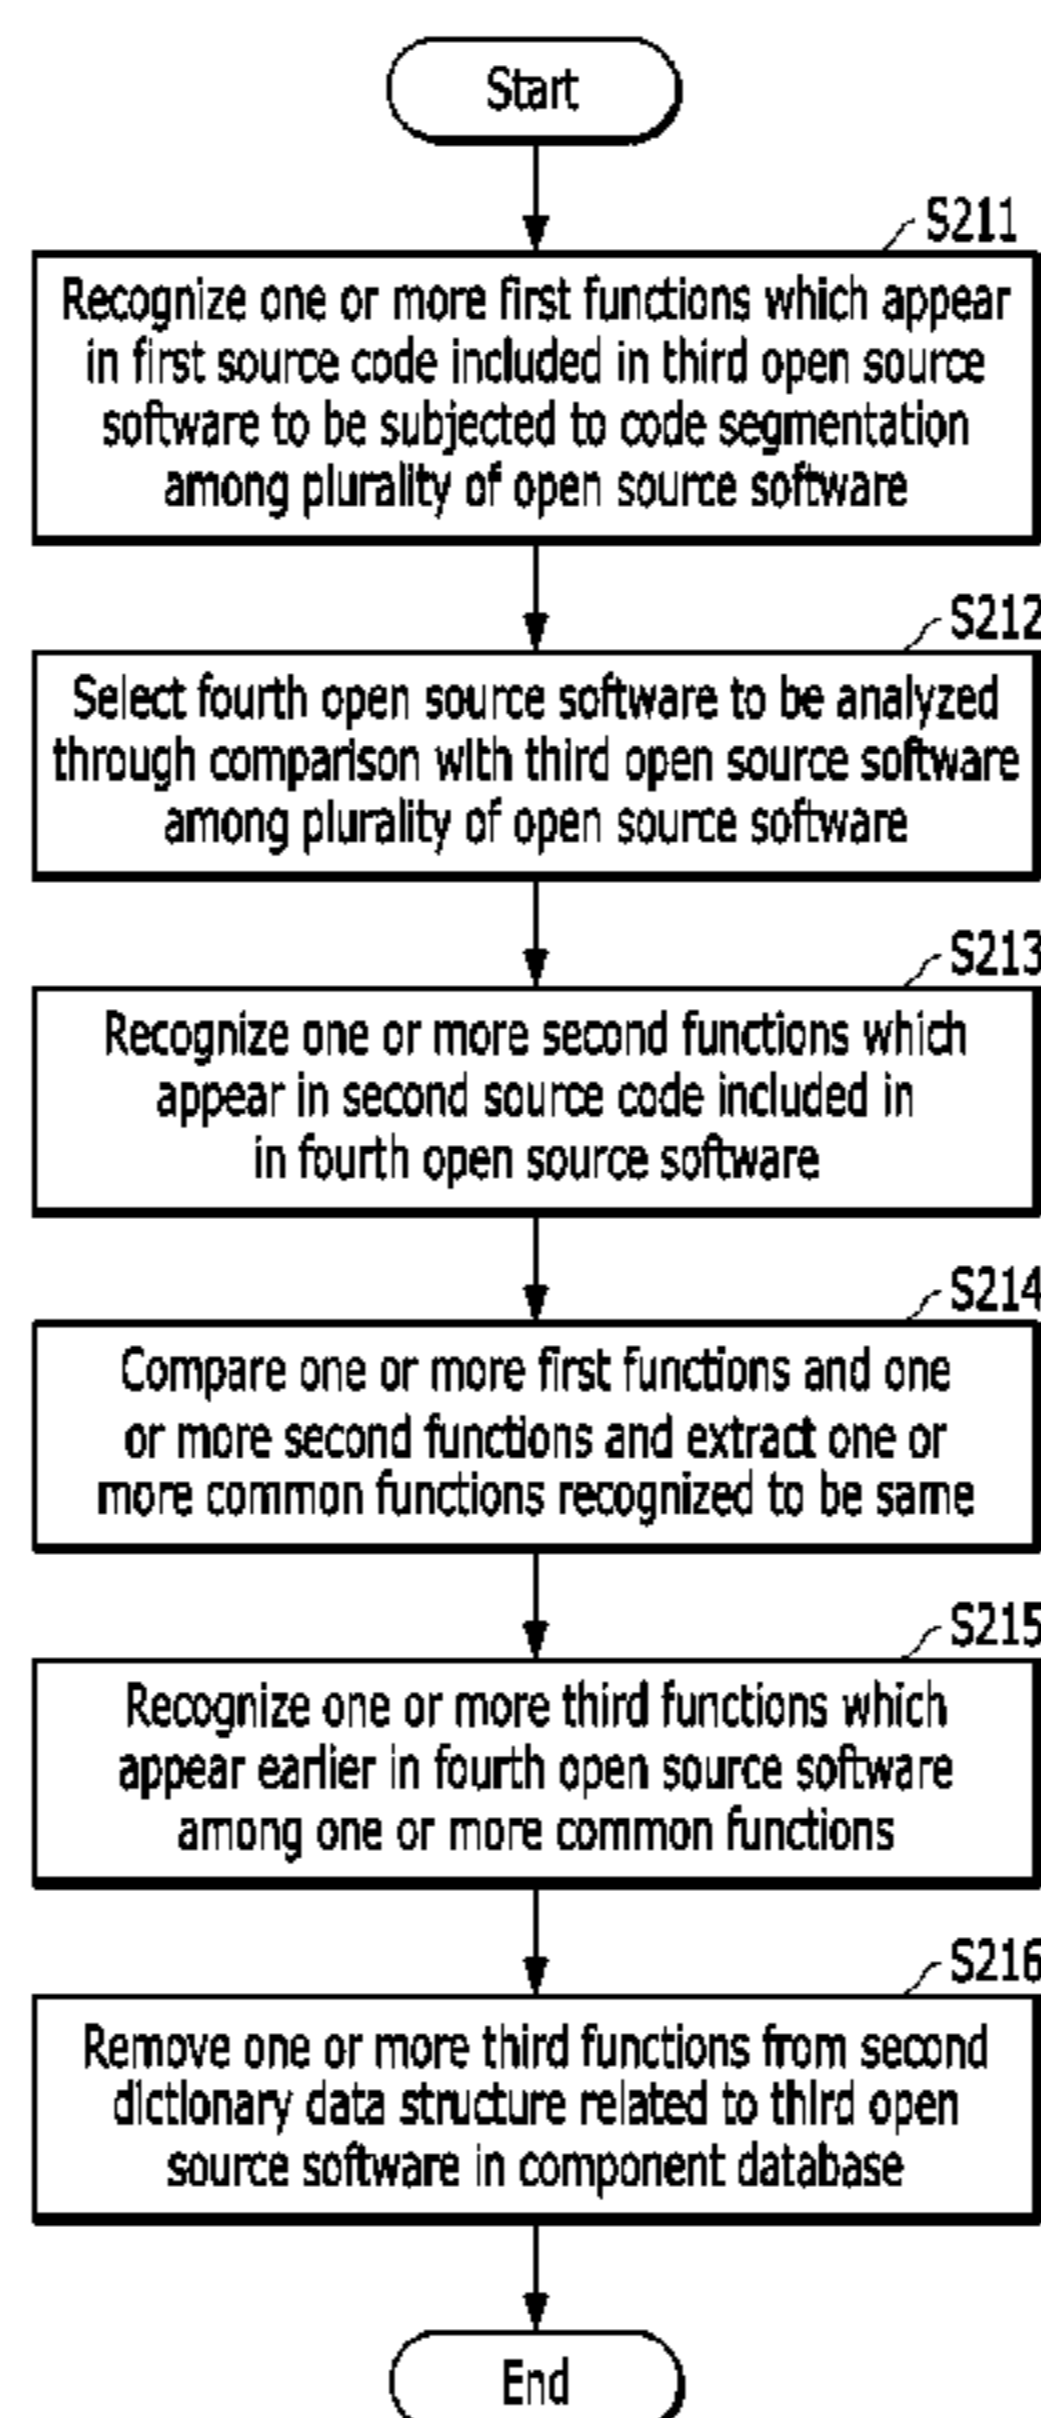 Start
S211
Recognize one or more first functions which appear
in first source code included in third open source
software to be subjected to code segmentation
among plurality of open source software
S212
Select fourth open source software to be analyzed
through comparison with third open source software
among plurality of open source software
S213
Recognize one or more second functions which
appear in second source code included in
in fourth open source software
S214
Compare one or more first functions and one
or more second functions and extract one or
more common functions recognized to be same
S215
Recognize one or more third functions which
appear earlier in fourth open source software
among one or more common functions
S216
Remove one or more third functions from second
dictionary data structure related to third open
source software in component database
End